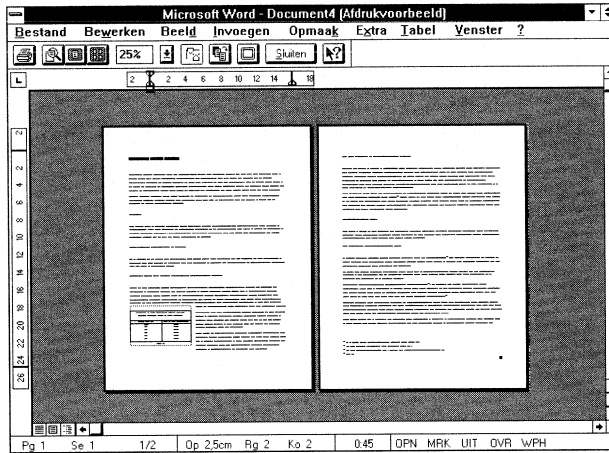 Microsoft Word - Document4 (Afdrukvoorbeeld)
Bestand Bewerken Beeld Invoegen Opmaak Extra Tabel Venster ?
25% Sluiten
L 2 2 4 6 8 10 12 14 18
2
2
4
6
8
10
12
14
16
18
20
22
24
26
Pg 1 Se 1 1/2 Op 2,5cm Rg 2 Ko 2 0:45 OPN MRK UIT OVR WPH